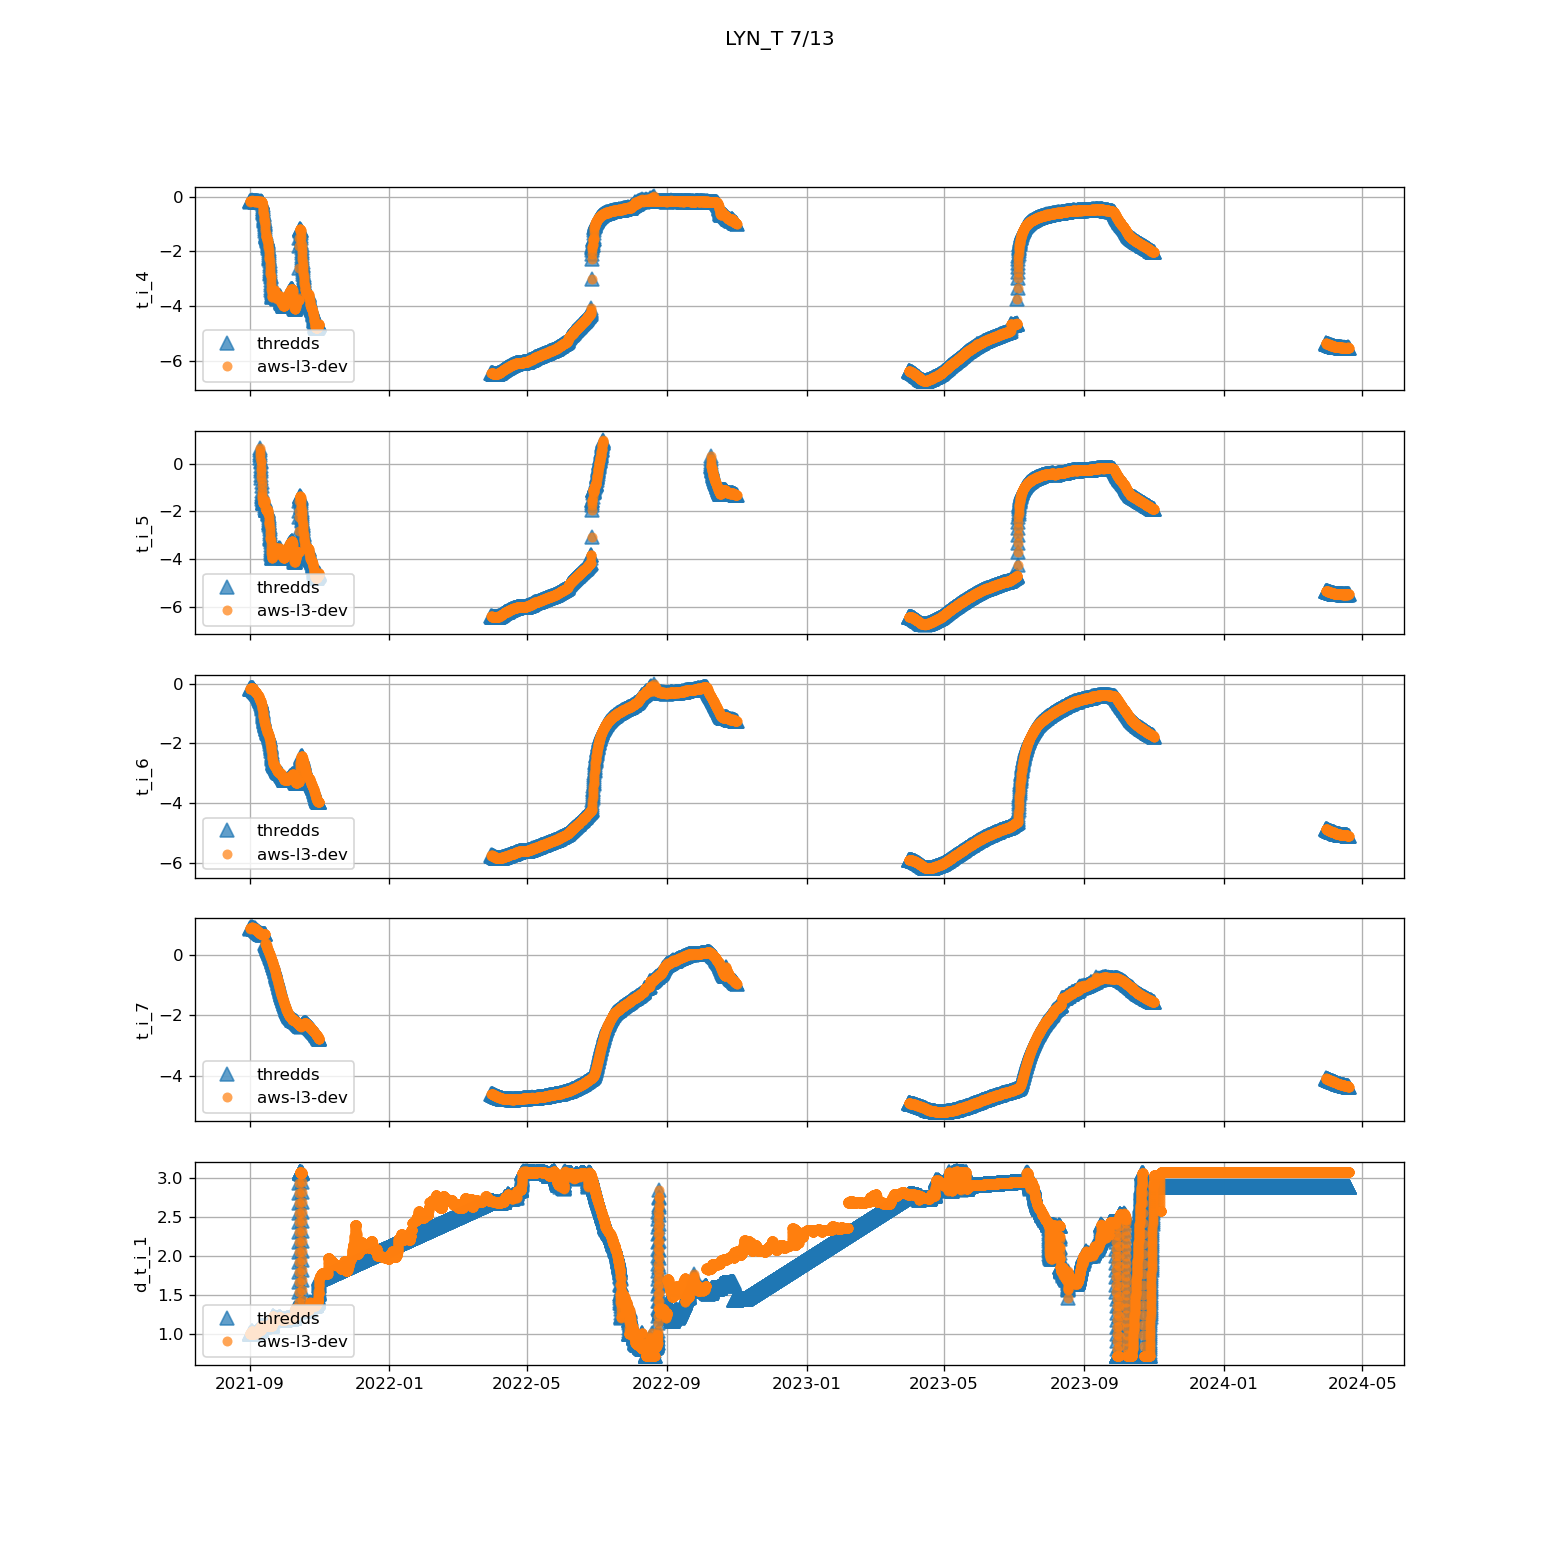 LYN_T 7/13
0
−2
−4
−6
t_i_4
thredds
aws-l3-dev
0
−2
−4
−6
t_i_5
thredds
aws-l3-dev
0
−2
−4
−6
t_i_6
thredds
aws-l3-dev
0
−2
−4
t_i_7
thredds
aws-l3-dev
3.0
2.5
2.0
1.5
1.0
d_t_i_1
thredds
aws-l3-dev
2021-09 2022-01 2022-05 2022-09 2023-01 2023-05 2023-09 2024-01 2024-05